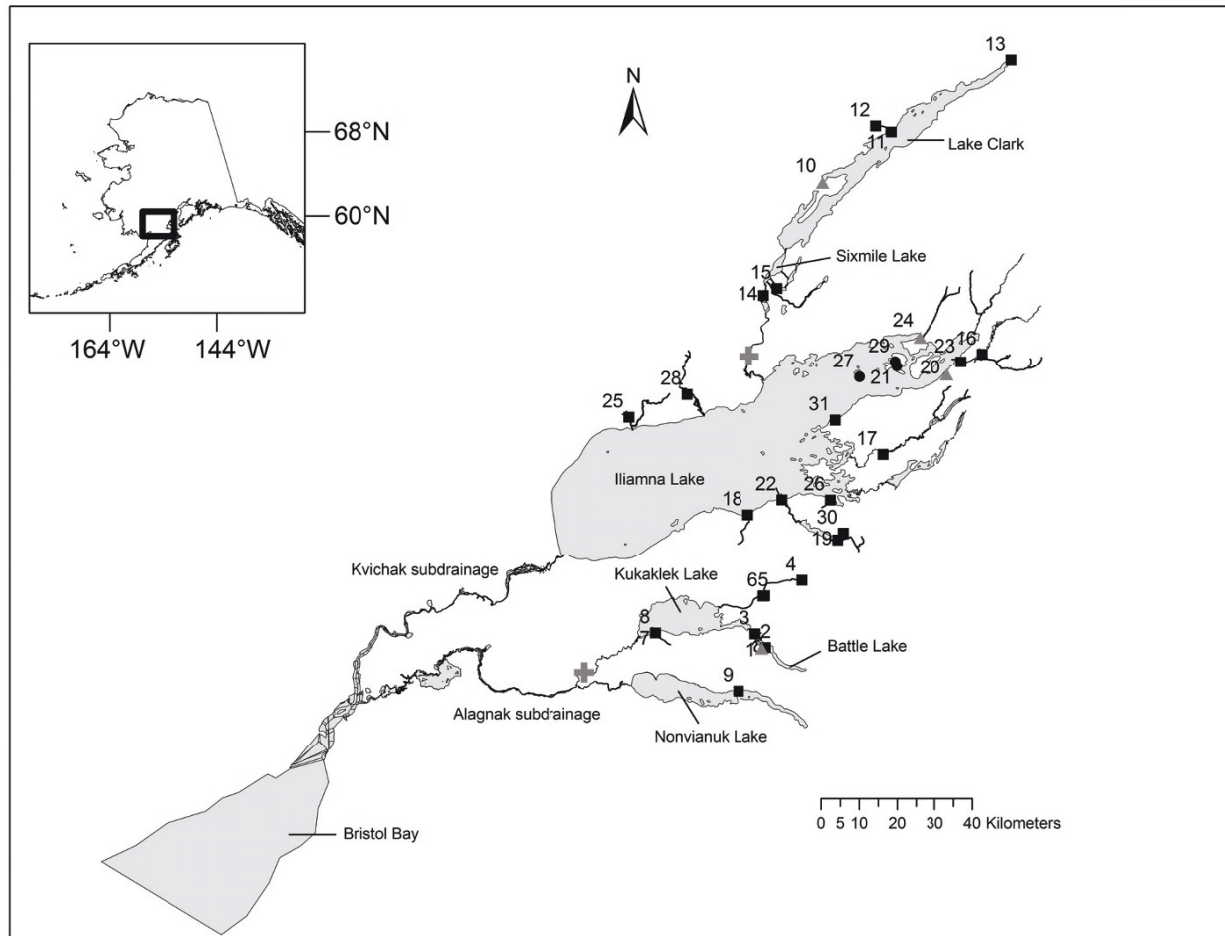 13
N
12
68°N
11
Lake Clark
10
60°N
Sixmile Lake
15
14
164°W
144°W
24
29
23
16
27
21
20
28
25
31
17
Iliamna Lake
22
26
18
30
19
Kvichak subdrainage
Kukaklek Lake
65
4
8
3
7
2
1
Battle Lake
9
Alagnak subdrainage
Nonvianuk Lake
0 5 10 20 30 40 Kilometers
Bristol Bay